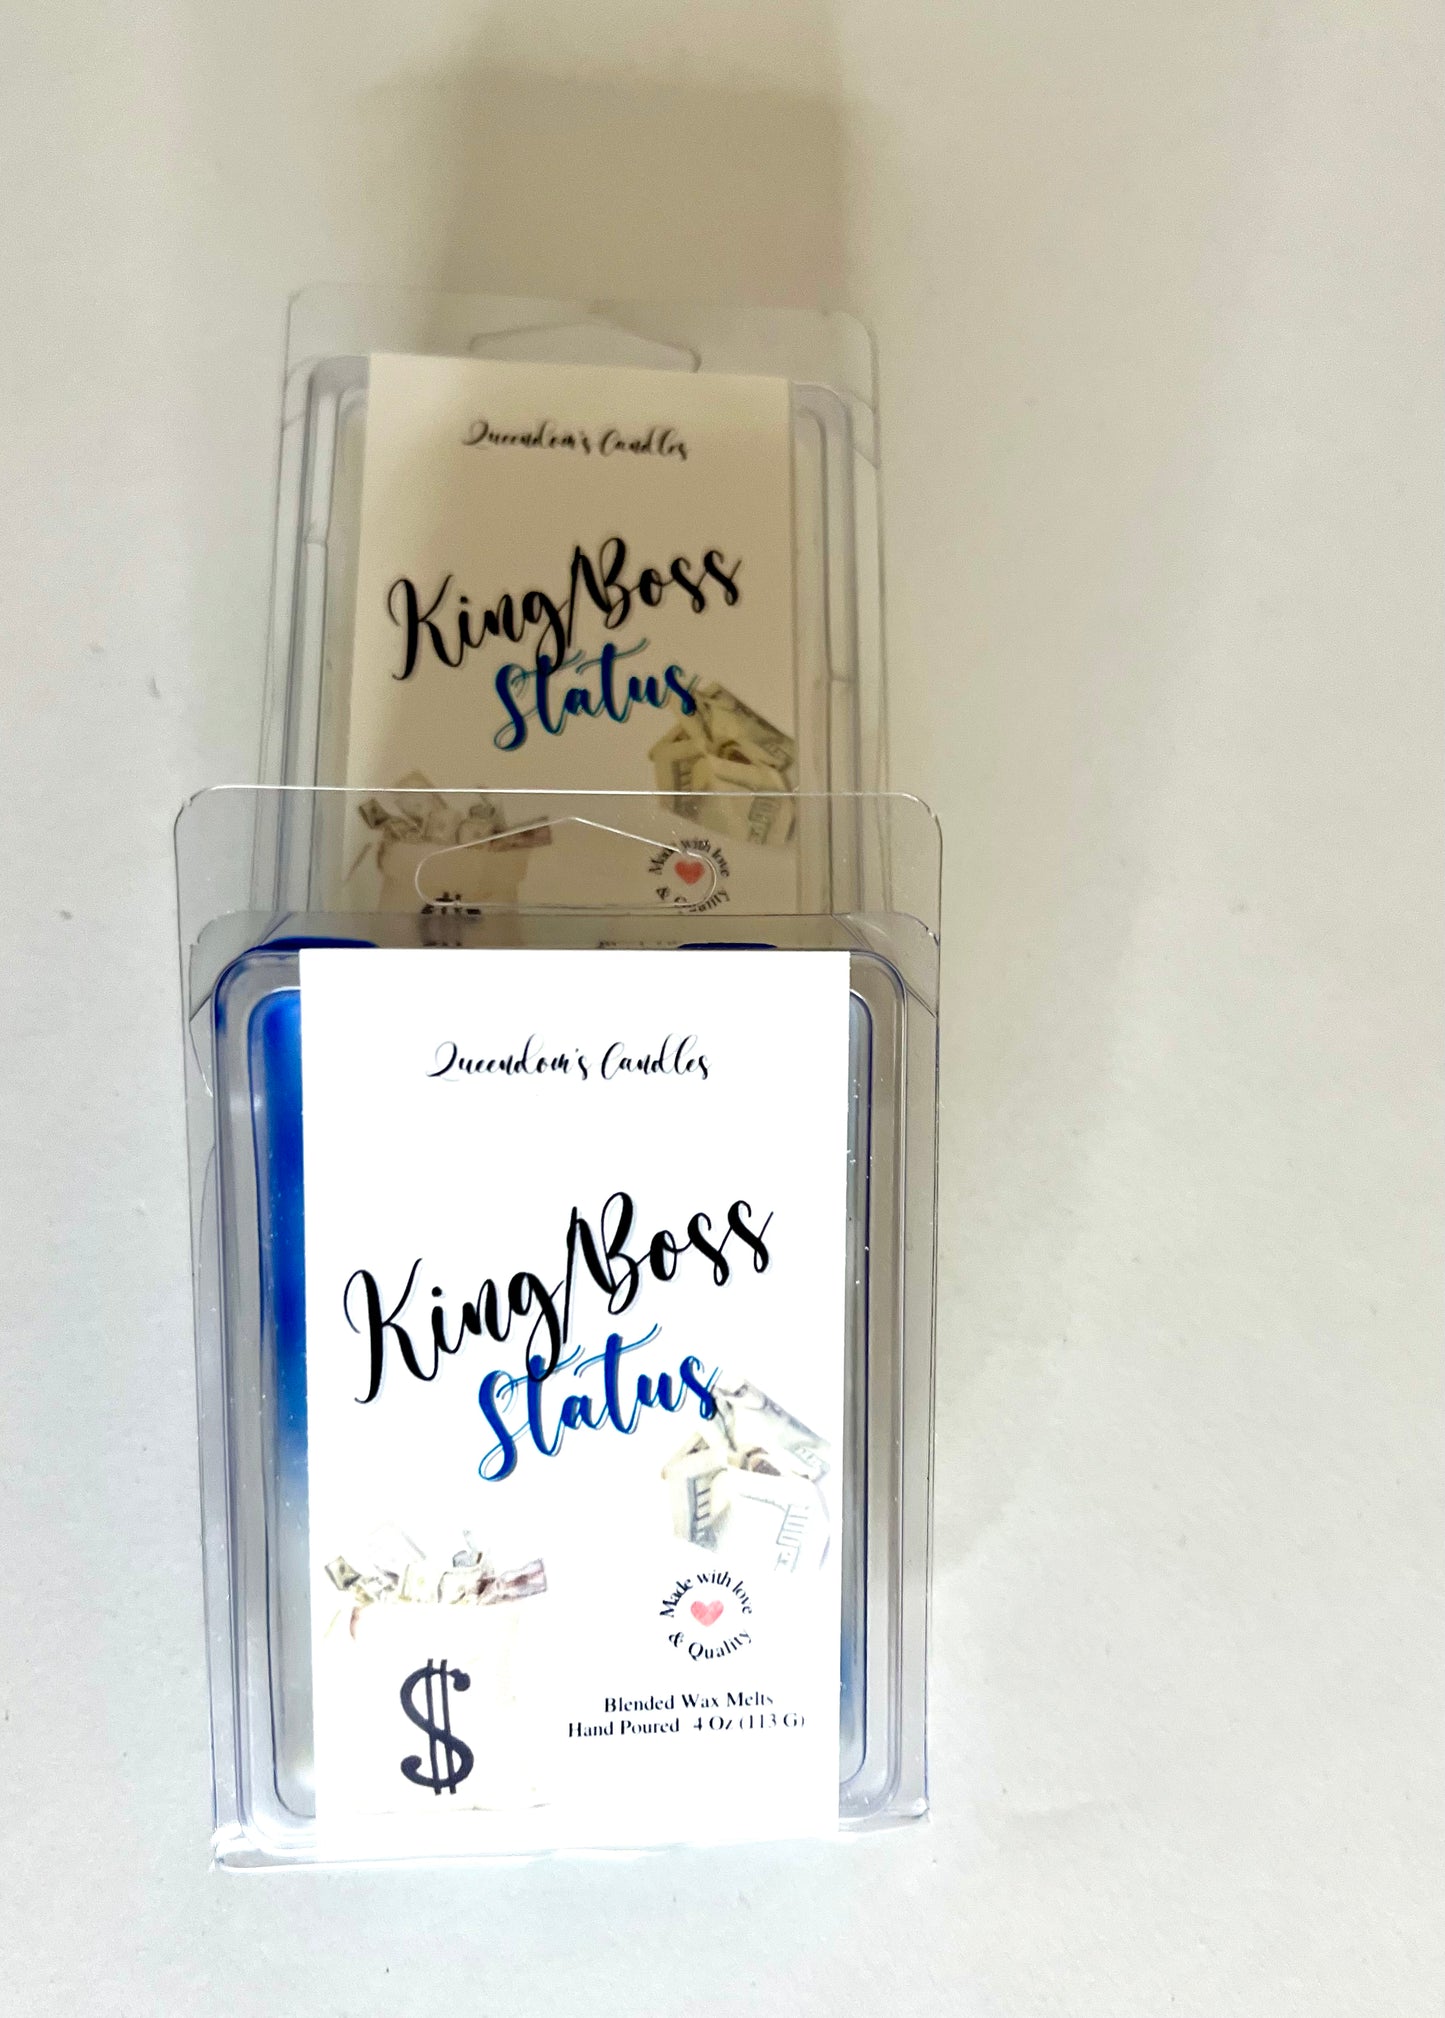 Queendom's Candles
King/Boss
Status
Made with love
& Quality
$
Queendom's Candles
King/Boss
Status
Made with love
& Quality
$
Blended Wax Melts
Hand Poured 4 Oz (113 G)